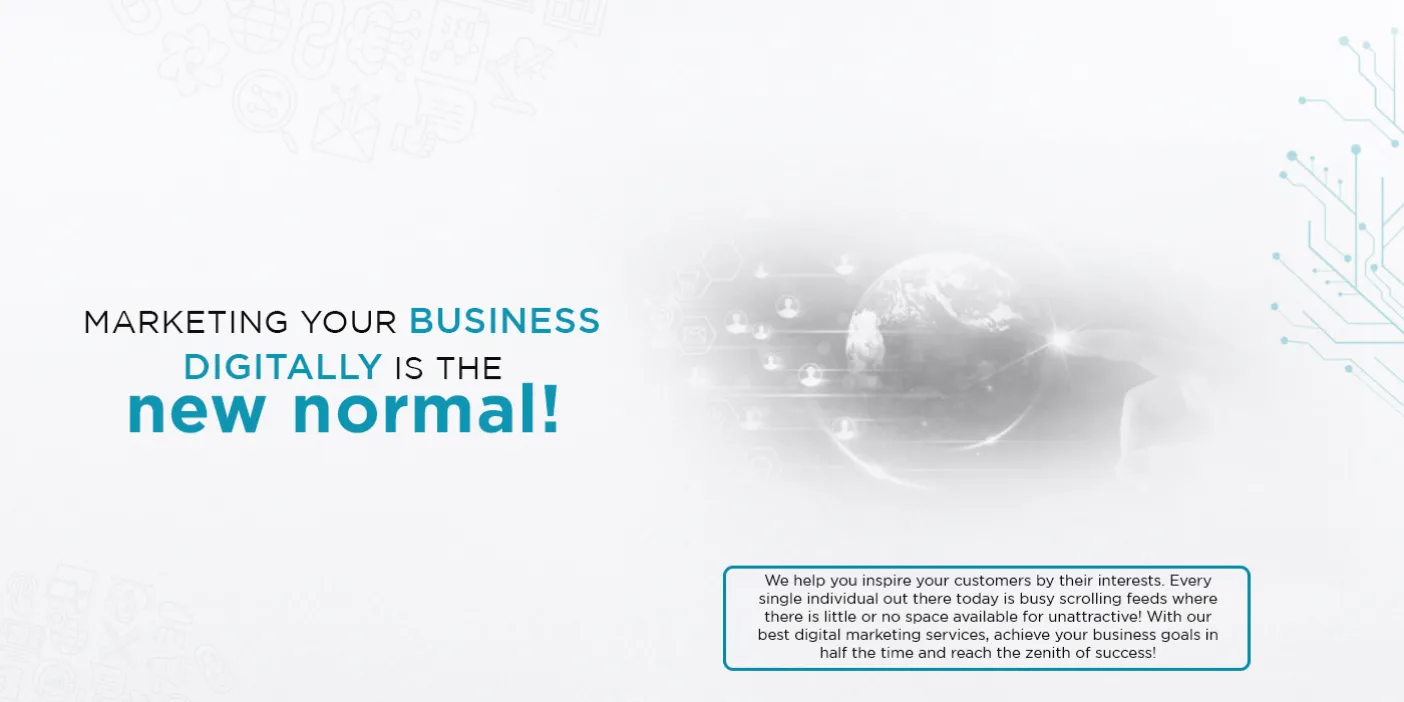 MARKETING YOUR BUSINESS
DIGITALLY IS THE
new normal!
We help you inspire your customers by their interests. Every
single individual out there today is busy scrolling feeds where
there is little or no space available for unattractive! With our
best digital marketing services, achieve your business goals in
half the time and reach the zenith of success!